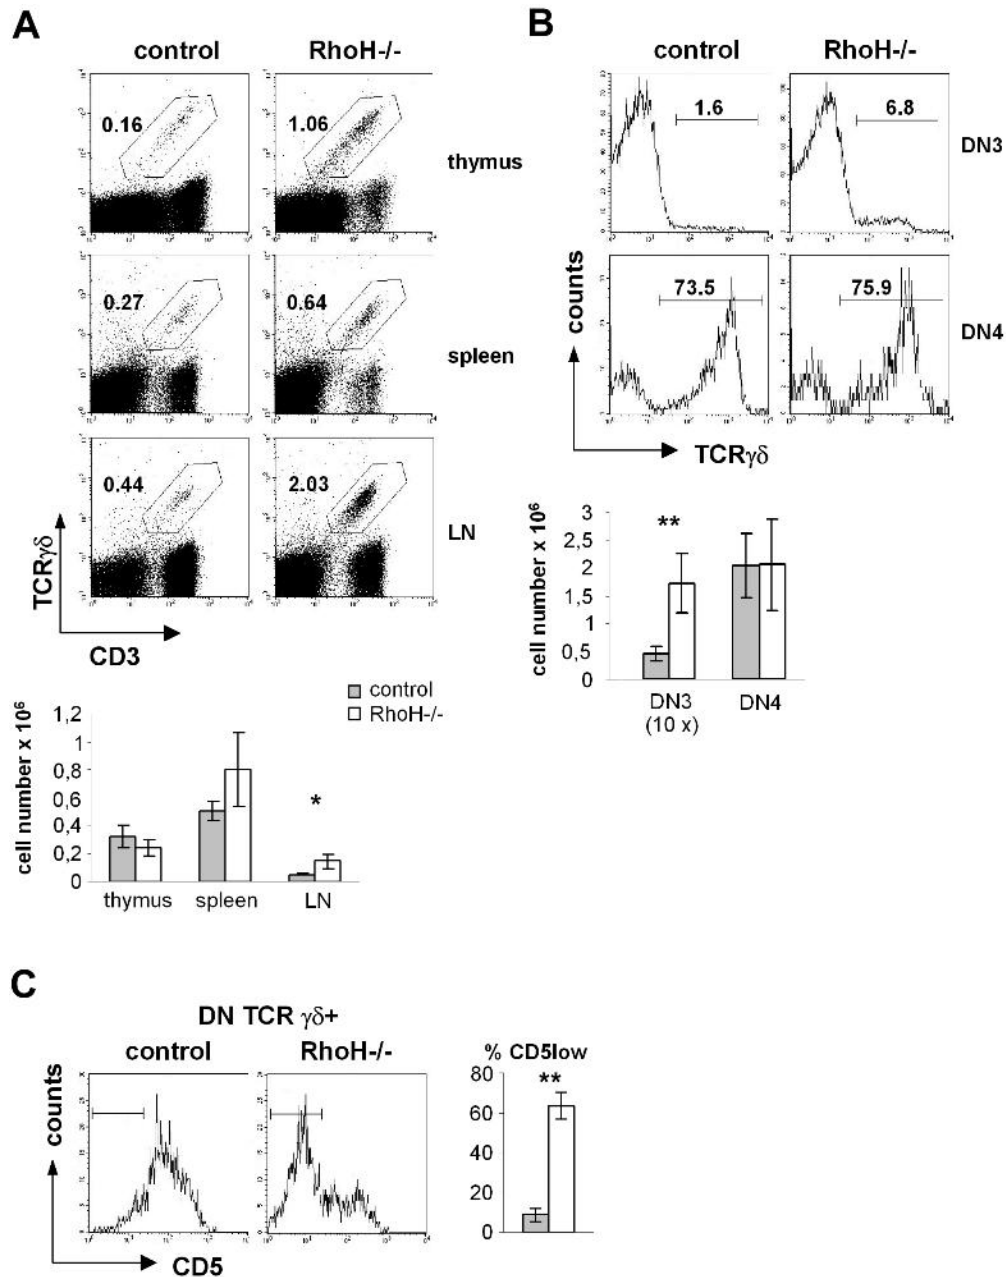 A
control RhoH-/-
0.16 1.06
thymus
0.27 0.64
spleen
0.44 2.03
LN
TCRγδ
CD3
control
RhoH-/-
cell number x 10⁶
1,2
1
0,8
0,6
0,4
0,2
0
*
thymus spleen LN
B
control RhoH-/-
1.6 6.8
DN3
73.5 75.9
DN4
counts
TCRγδ
cell number x 10⁶
3
2,5
2
1,5
1
0,5
0
**
DN3 DN4
(10 x)
C
DN TCR γδ+
control RhoH-/-
counts
CD5
% CD5low
80
60
40
20
0
**